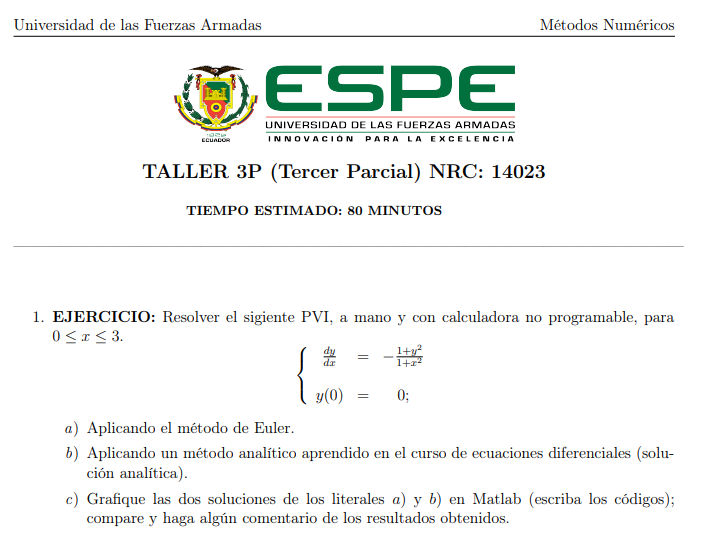 Universidad de las Fuerzas Armadas Métodos Numéricos
ESPE
UNIVERSIDAD DE LAS FUERZAS ARMADAS
INNOVACIÓN PARA LA EXCELENCIA
1922
ECUADOR
TALLER 3P (Tercer Parcial) NRC: 14023
TIEMPO ESTIMADO: 80 MINUTOS
1. EJERCICIO: Resolver el sigiente PVI, a mano y con calculadora no programable, para
0 ≤ x ≤ 3.
{ dy/dx = −(1+y²)/(1+x²)
y(0) = 0;
a) Aplicando el método de Euler.
b) Aplicando un método analítico aprendido en el curso de ecuaciones diferenciales (solu-
ción analítica).
c) Grafique las dos soluciones de los literales a) y b) en Matlab (escriba los códigos);
compare y haga algún comentario de los resultados obtenidos.